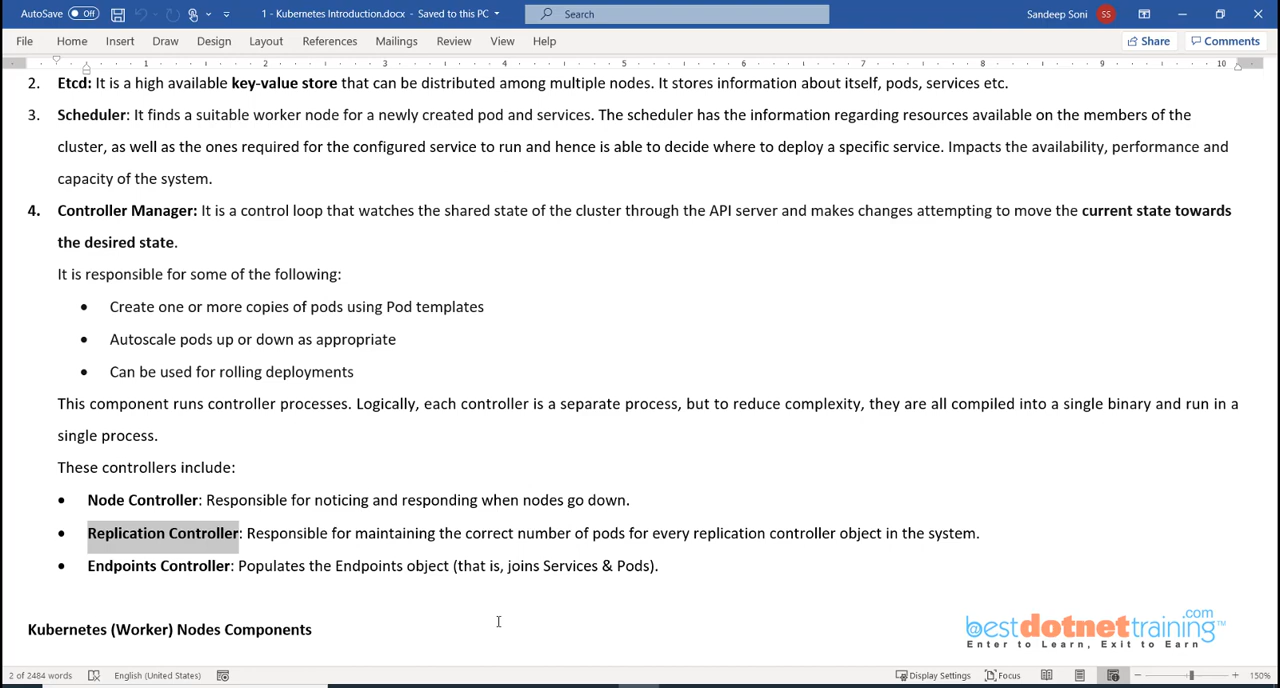 AutoSave Off 1 - Kubernetes Introduction.docx - Saved to this PC Search Sandeep Soni SS
File Home Insert Draw Design Layout References Mailings Review View Help Share Comments
1 2 3 4 5 6 7 8 9 10
2. Etcd: It is a high available key-value store that can be distributed among multiple nodes. It stores information about itself, pods, services etc.
3. Scheduler: It finds a suitable worker node for a newly created pod and services. The scheduler has the information regarding resources available on the members of the
cluster, as well as the ones required for the configured service to run and hence is able to decide where to deploy a specific service. Impacts the availability, performance and
capacity of the system.
4. Controller Manager: It is a control loop that watches the shared state of the cluster through the API server and makes changes attempting to move the current state towards
the desired state.
It is responsible for some of the following:
• Create one or more copies of pods using Pod templates
• Autoscale pods up or down as appropriate
• Can be used for rolling deployments
This component runs controller processes. Logically, each controller is a separate process, but to reduce complexity, they are all compiled into a single binary and run in a
single process.
These controllers include:
• Node Controller: Responsible for noticing and responding when nodes go down.
• Replication Controller: Responsible for maintaining the correct number of pods for every replication controller object in the system.
• Endpoints Controller: Populates the Endpoints object (that is, joins Services & Pods).
Kubernetes (Worker) Nodes Components
bestdotnettraining.com™
Enter to Learn, Exit to Earn
2 of 2484 words English (United States) Display Settings Focus 150%